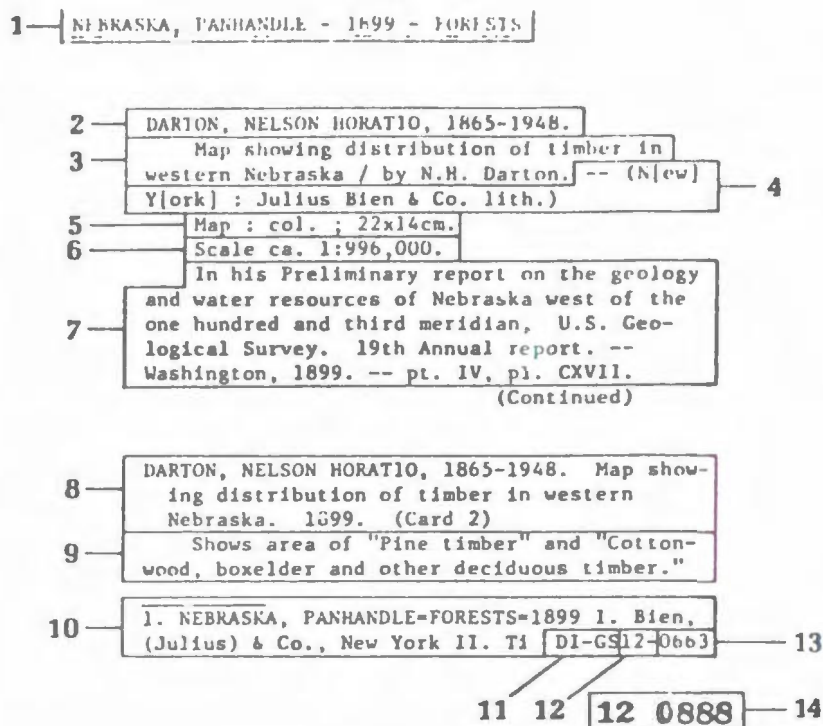 1 NEBRASKA, PANHANDLE - 1899 - FORESTS
2 DARTON, NELSON HORATIO, 1865-1948.
3 Map showing distribution of timber in
western Nebraska / by N.H. Darton. -- (N[ew] 4
Y[ork] : Julius Bien & Co. lith.)
5 Map : col. ; 22x14cm.
6 Scale ca. 1:996,000.
In his Preliminary report on the geology
and water resources of Nebraska west of the
7 one hundred and third meridian, U.S. Geo-
logical Survey. 19th Annual report. --
Washington, 1899. -- pt. IV, pl. CXVII.
(Continued)
DARTON, NELSON HORATIO, 1865-1948. Map show-
8 ing distribution of timber in western
Nebraska. 1899. (Card 2)
9 Shows area of "Pine timber" and "Cotton-
wood, boxelder and other deciduous timber."
10 1. NEBRASKA, PANHANDLE=FORESTS=1899 I. Bien,
(Julius) & Co., New York II. Ti DI-GS12-0663 13
11 12 12 0888 14